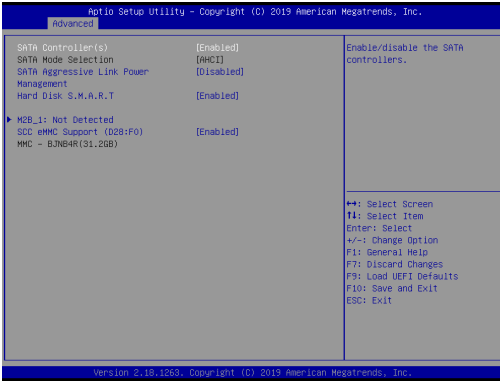 Aptio Setup Utility – Copyright (C) 2019 American Megatrends, Inc.
Advanced
SATA Controller(s) [Enabled]
SATA Mode Selection [AHCI]
SATA Aggressive Link Power [Disabled]
Management
Hard Disk S.M.A.R.T [Enabled]
M2B_1: Not Detected
SCC eMMC Support (D28:F0) [Enabled]
MMC - BJNB4R(31.2GB)
Enable/disable the SATA
controllers.
↔: Select Screen
↑↓: Select Item
Enter: Select
+/-: Change Option
F1: General Help
F7: Discard Changes
F9: Load UEFI Defaults
F10: Save and Exit
ESC: Exit
Version 2.18.1263. Copyright (C) 2019 American Megatrends, Inc.